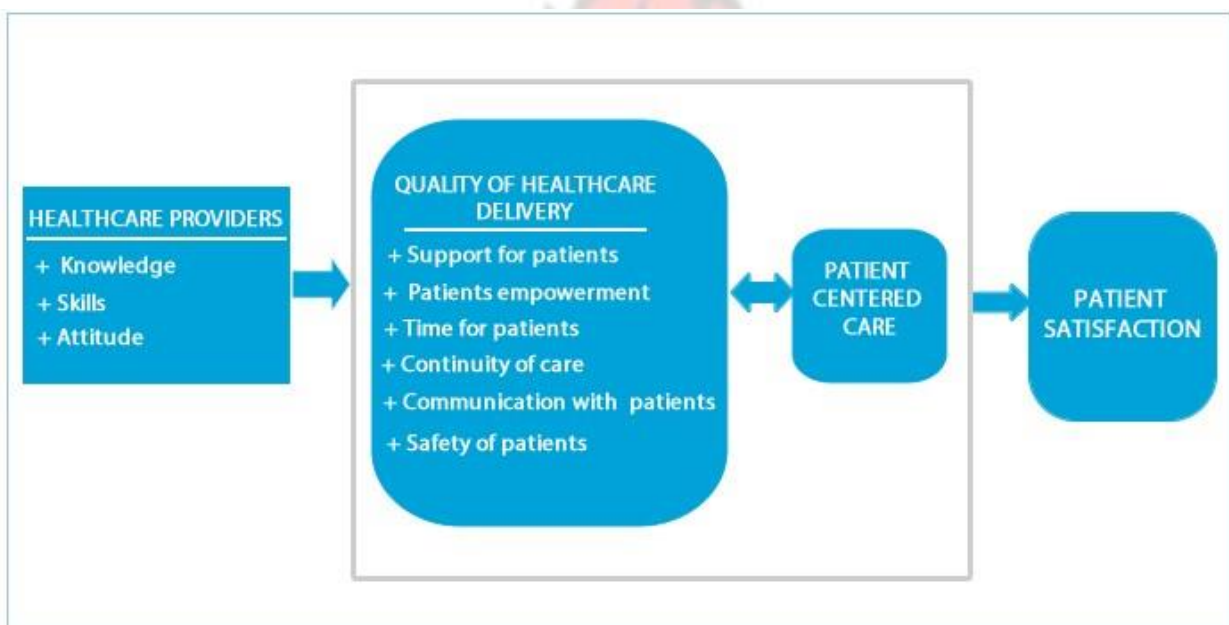 HEALTHCARE PROVIDERS
+ Knowledge
+ Skills
+ Attitude
QUALITY OF HEALTHCARE
DELIVERY
+ Support for patients
+ Patients empowerment
+ Time for patients
+ Continuity of care
+ Communication with patients
+ Safety of patients
PATIENT
CENTERED
CARE
PATIENT
SATISFACTION